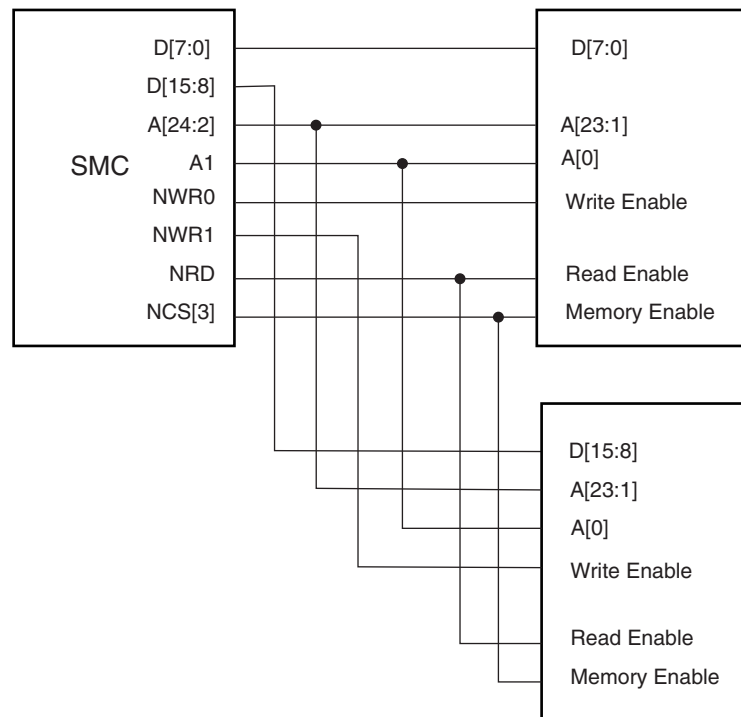 D[7:0]
D[15:8]
A[24:2]
SMC
A1
NWR0
NWR1
NRD
NCS[3]
D[7:0]
A[23:1]
A[0]
Write Enable
Read Enable
Memory Enable
D[15:8]
A[23:1]
A[0]
Write Enable
Read Enable
Memory Enable